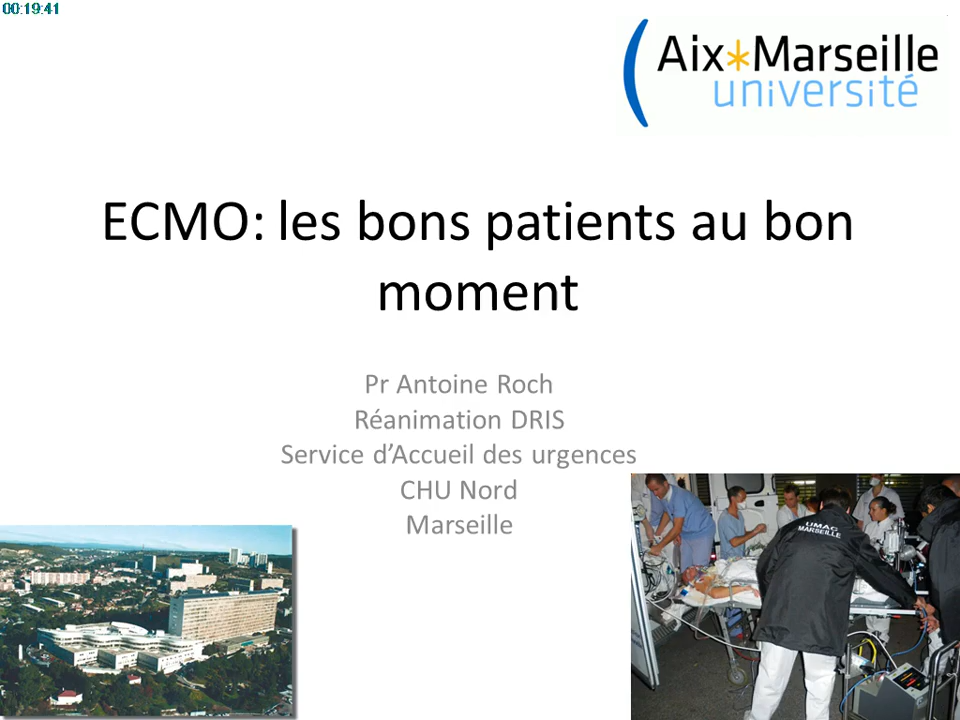 00:19:41
Aix*Marseille
université
ECMO: les bons patients au bon
moment
Pr Antoine Roch
Réanimation DRIS
Service d’Accueil des urgences
CHU Nord
Marseille
UMAC
MARSEILLE